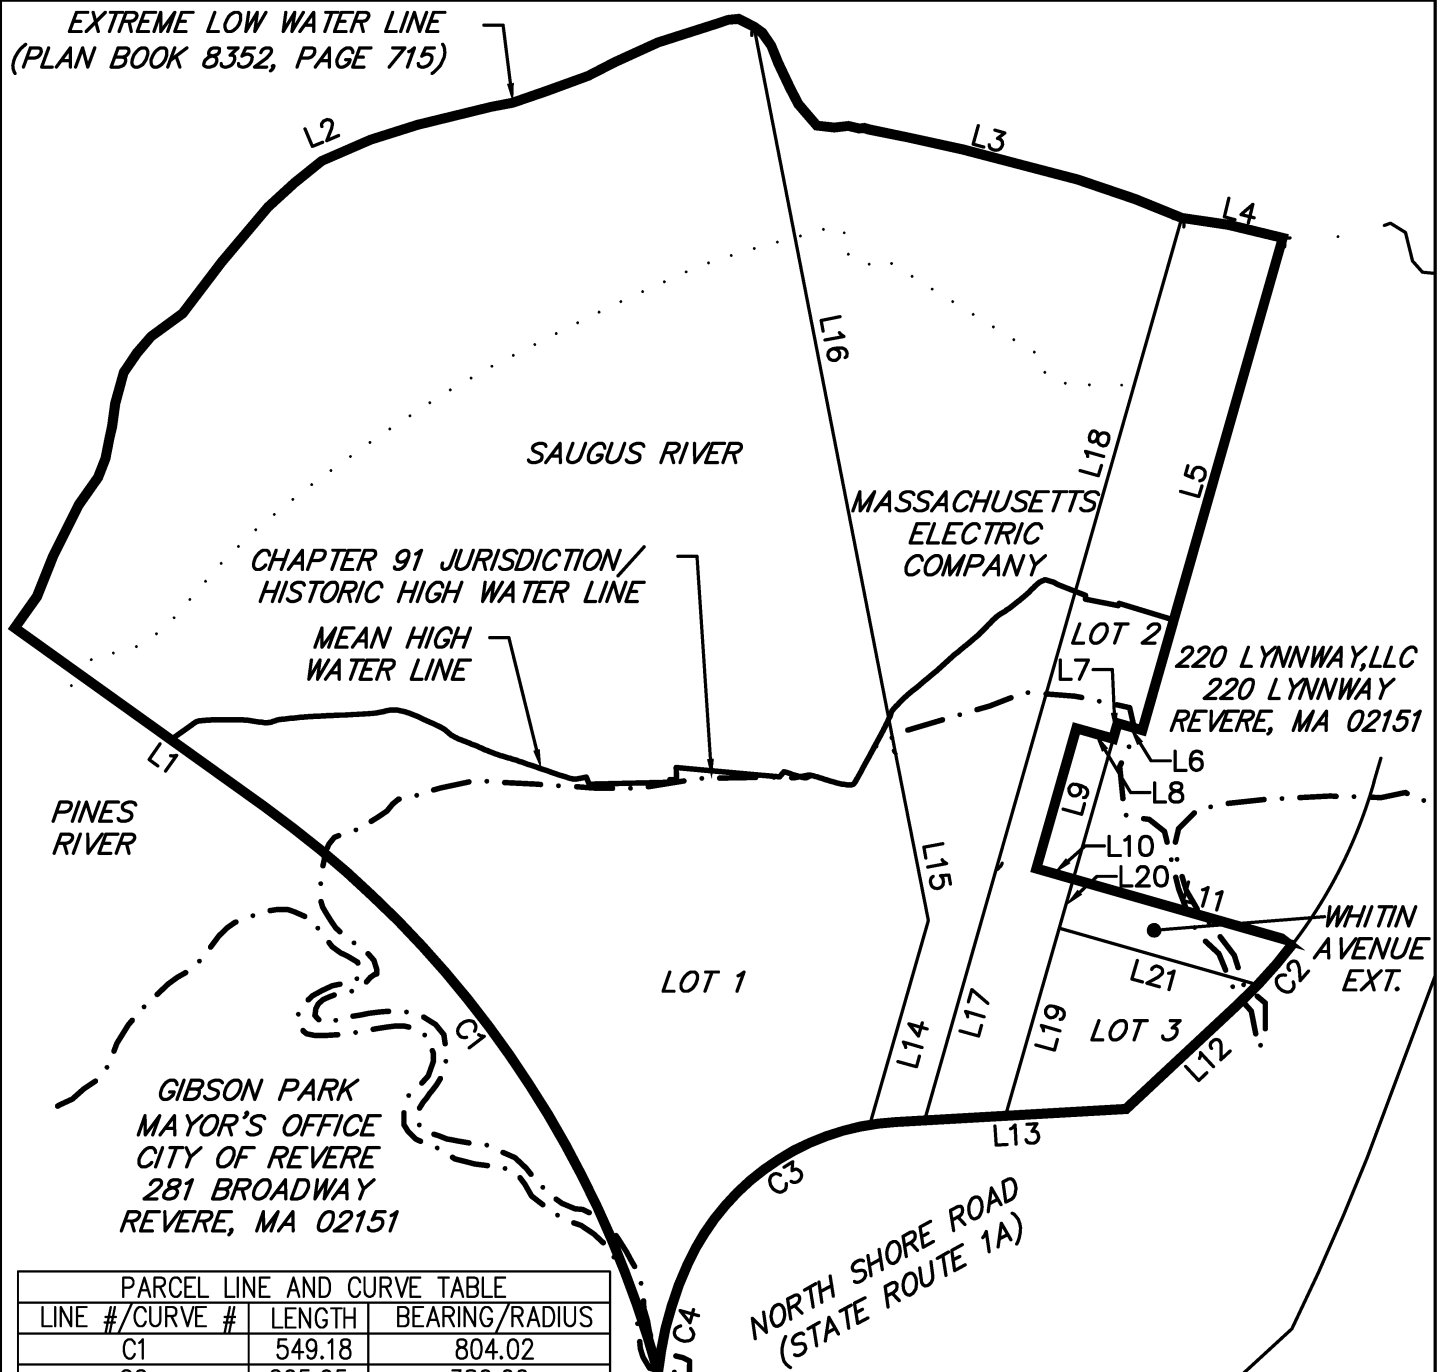 EXTREME LOW WATER LINE
(PLAN BOOK 8352, PAGE 715)
L2
L3
L4
L16
L18
L5
SAUGUS RIVER
MASSACHUSETTS
ELECTRIC
COMPANY
CHAPTER 91 JURISDICTION/
HISTORIC HIGH WATER LINE
MEAN HIGH
WATER LINE
LOT 2
L7
220 LYNNWAY,LLC
220 LYNNWAY
REVERE, MA 02151
L1
L6
L8
L9
PINES
RIVER
L10
L20
L15
L11
WHITIN
AVENUE
EXT.
LOT 1
L21
C2
C1
L14
L17
L19
LOT 3
L12
L13
GIBSON PARK
MAYOR'S OFFICE
CITY OF REVERE
281 BROADWAY
REVERE, MA 02151
C3
NORTH SHORE ROAD
(STATE ROUTE 1A)
C4
PARCEL LINE AND CURVE TABLE
LINE #/CURVE # LENGTH BEARING/RADIUS
C1 549.18 804.02